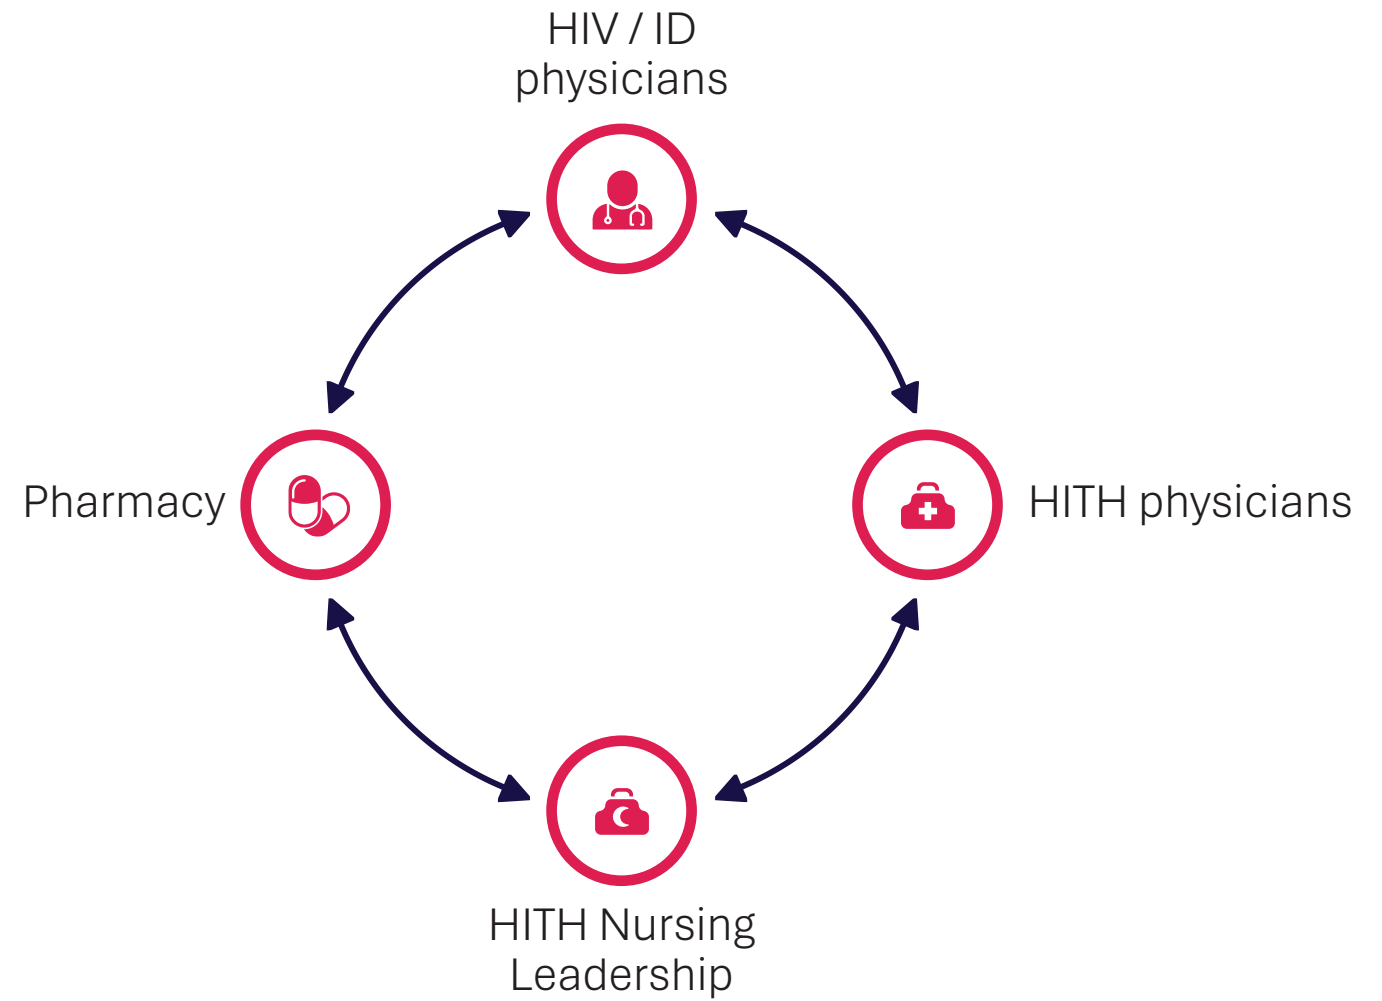 HIV / ID
physicians
Pharmacy
HITH physicians
HITH Nursing
Leadership